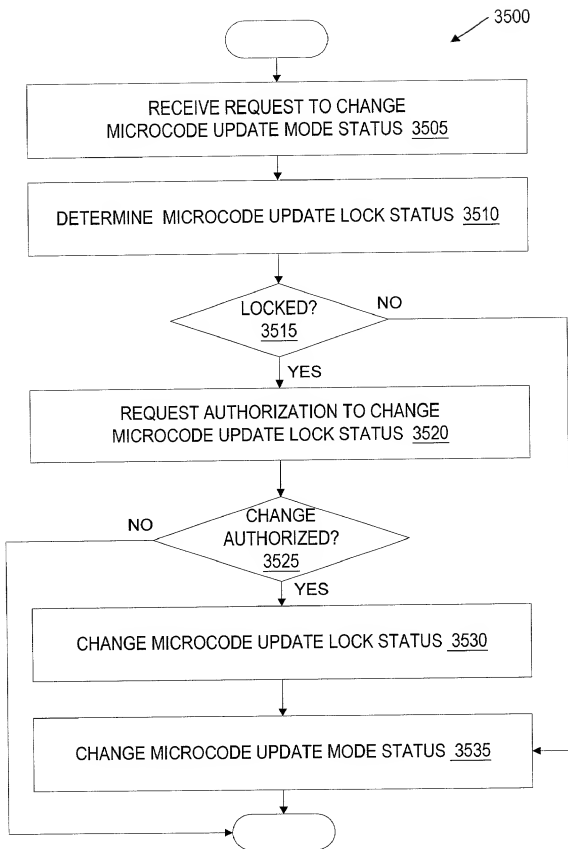 3500
RECEIVE REQUEST TO CHANGE
MICROCODE UPDATE MODE STATUS 3505
DETERMINE MICROCODE UPDATE LOCK STATUS 3510
LOCKED?
3515
NO
YES
REQUEST AUTHORIZATION TO CHANGE
MICROCODE UPDATE LOCK STATUS 3520
NO
CHANGE
AUTHORIZED?
3525
YES
CHANGE MICROCODE UPDATE LOCK STATUS 3530
CHANGE MICROCODE UPDATE MODE STATUS 3535